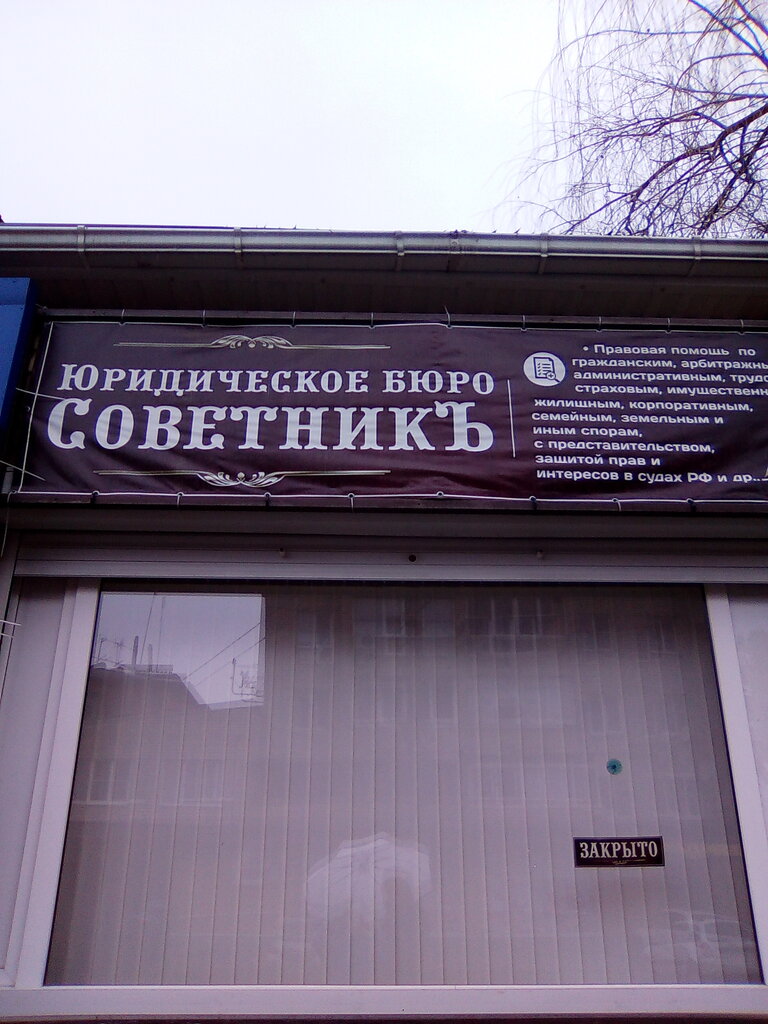 ЮРИДИЧЕСКОЕ БЮРО
СОВЕТНИКЪ
• Правовая помощь по
гражданским, арбитражны
административным, трудо
страховым, имуществен
жилищным, корпоративным,
семейным, земельным и
иным спорам,
с представительством,
защитой прав и
интересов в судах РФ и др..
ЗАКРЫТО